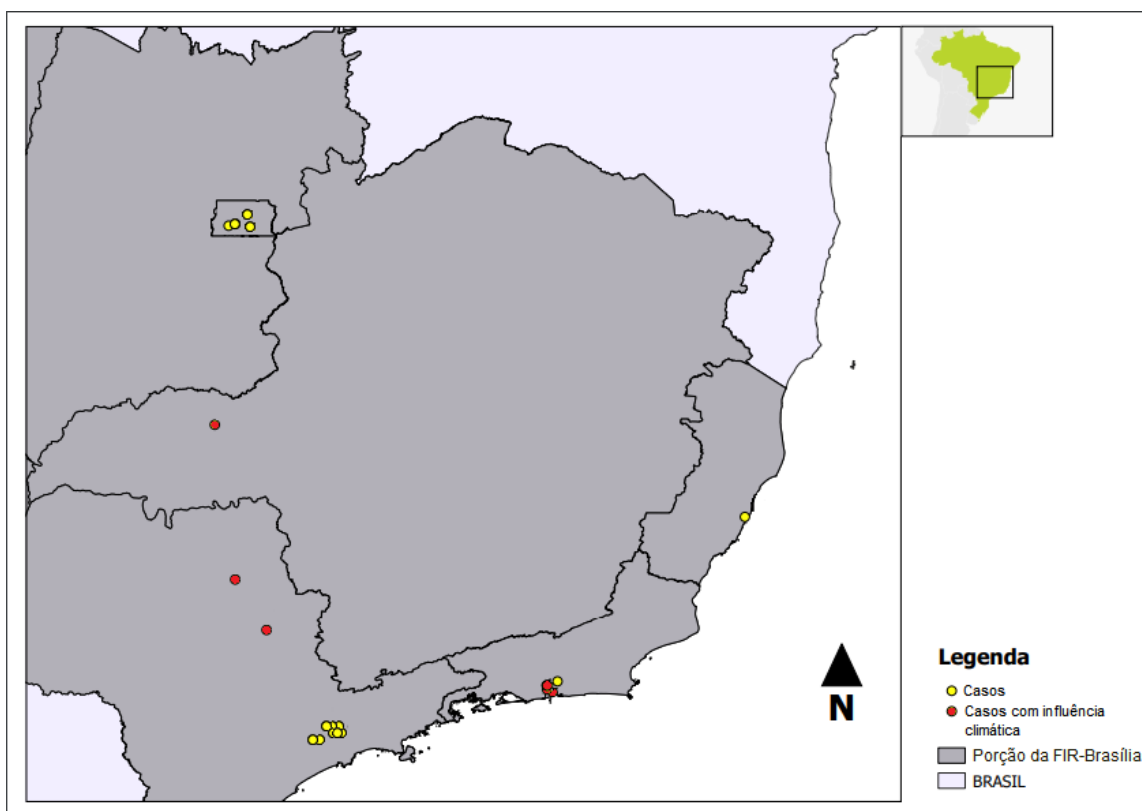 N
Legenda
Casos
Casos com influência
climática
Porção da FIR-Brasília
BRASIL